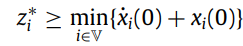 z_i^* ≥ min_{i∈𝕍}{ẋ_i(0) + x_i(0)}